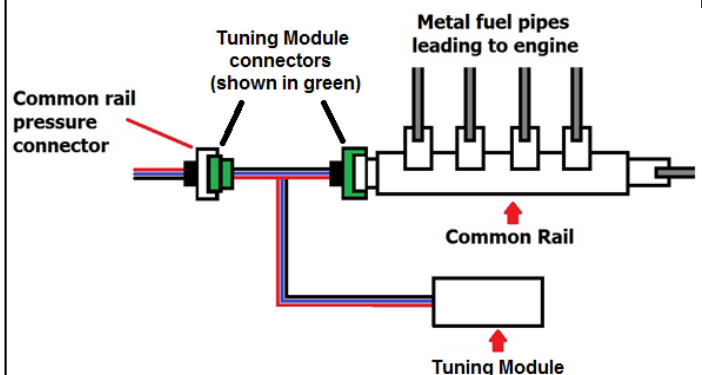 Metal fuel pipes
leading to engine
Tuning Module
connectors
(shown in green)
Common rail
pressure
connector
Common Rail
Tuning Module